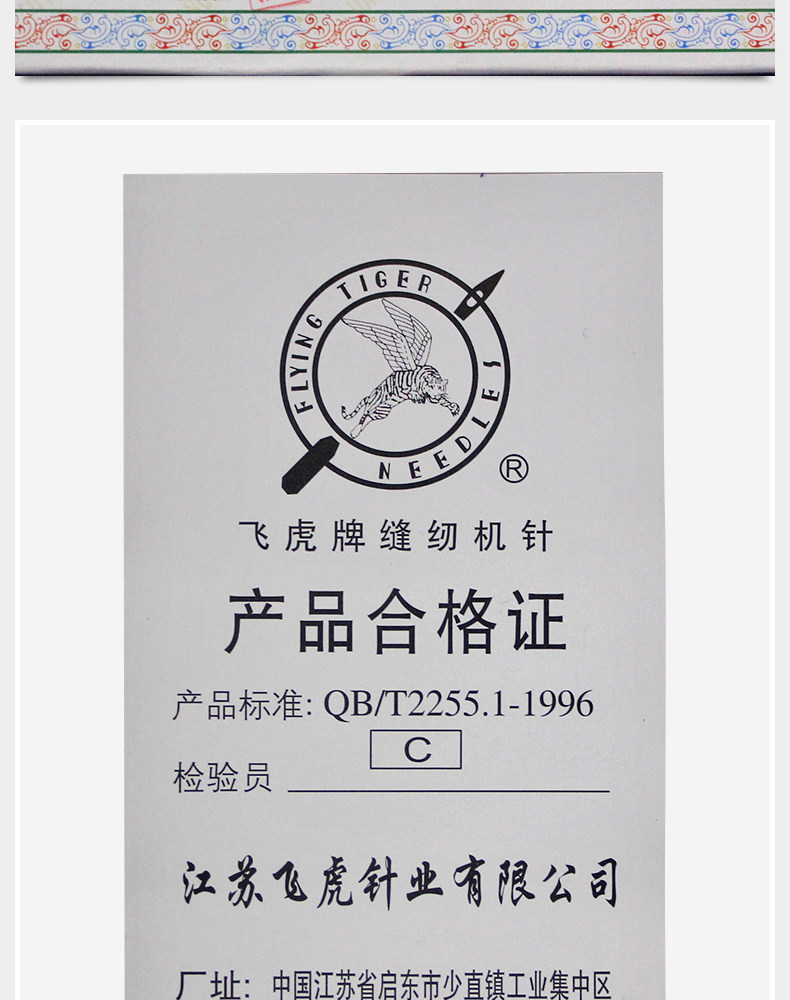 FLYING TIGER
NEEDLES
®
飞虎牌缝纫机针
产品合格证
产品标准: QB/T2255.1-1996
C
检验员
江苏飞虎针业有限公司
厂址: 中国江苏省启东市少直镇工业集中区